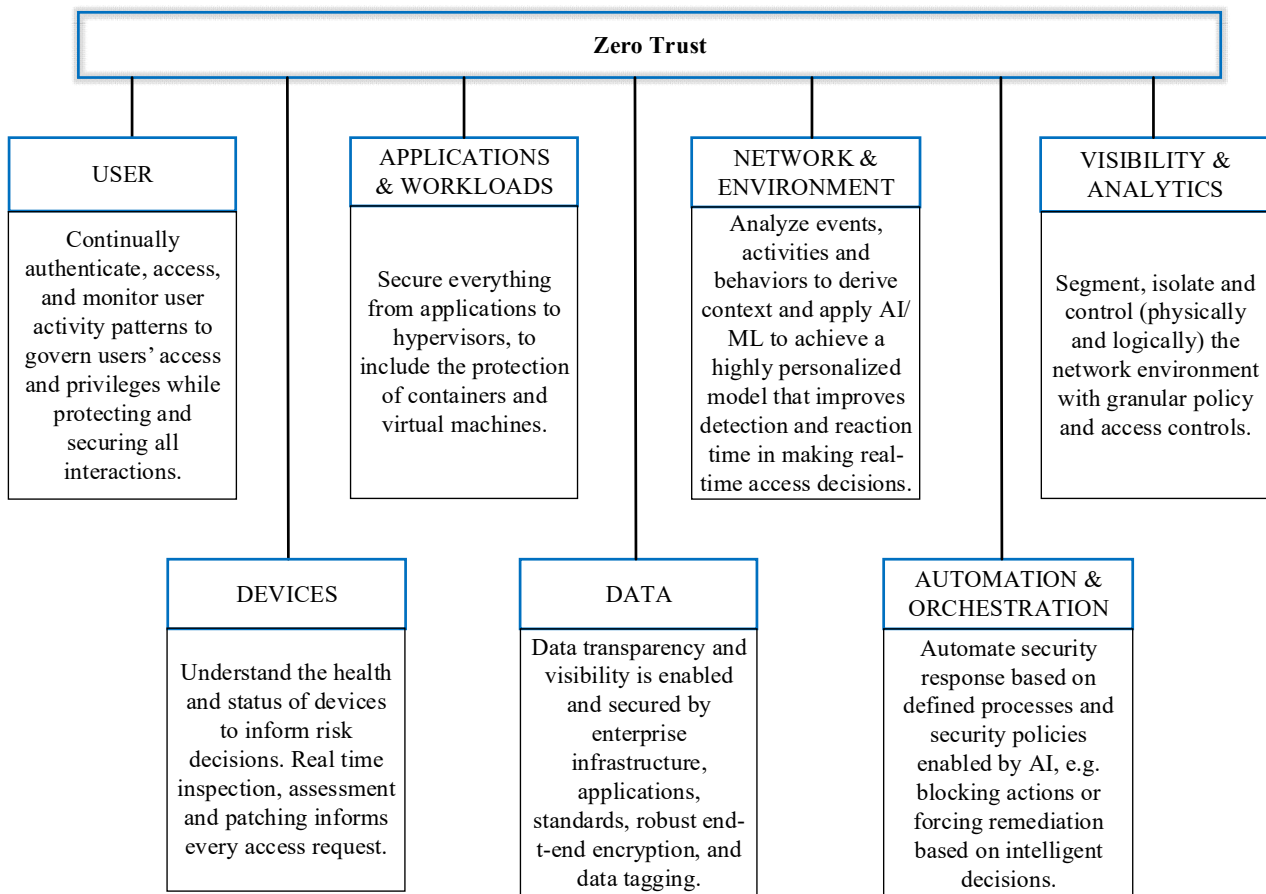 Zero Trust
USER
Continually
authenticate, access,
and monitor user
activity patterns to
govern users’ access
and privileges while
protecting and
securing all
interactions.
APPLICATIONS
& WORKLOADS
Secure everything
from applications to
hypervisors, to
include the protection
of containers and
virtual machines.
NETWORK &
ENVIRONMENT
Analyze events,
activities and
behaviors to derive
context and apply AI/
ML to achieve a
highly personalized
model that improves
detection and reaction
time in making real-
time access decisions.
VISIBILITY &
ANALYTICS
Segment, isolate and
control (physically
and logically) the
network environment
with granular policy
and access controls.
DEVICES
Understand the health
and status of devices
to inform risk
decisions. Real time
inspection, assessment
and patching informs
every access request.
DATA
Data transparency and
visibility is enabled
and secured by
enterprise
infrastructure,
applications,
standards, robust end-
t-end encryption, and
data tagging.
AUTOMATION &
ORCHESTRATION
Automate security
response based on
defined processes and
security policies
enabled by AI, e.g.
blocking actions or
forcing remediation
based on intelligent
decisions.